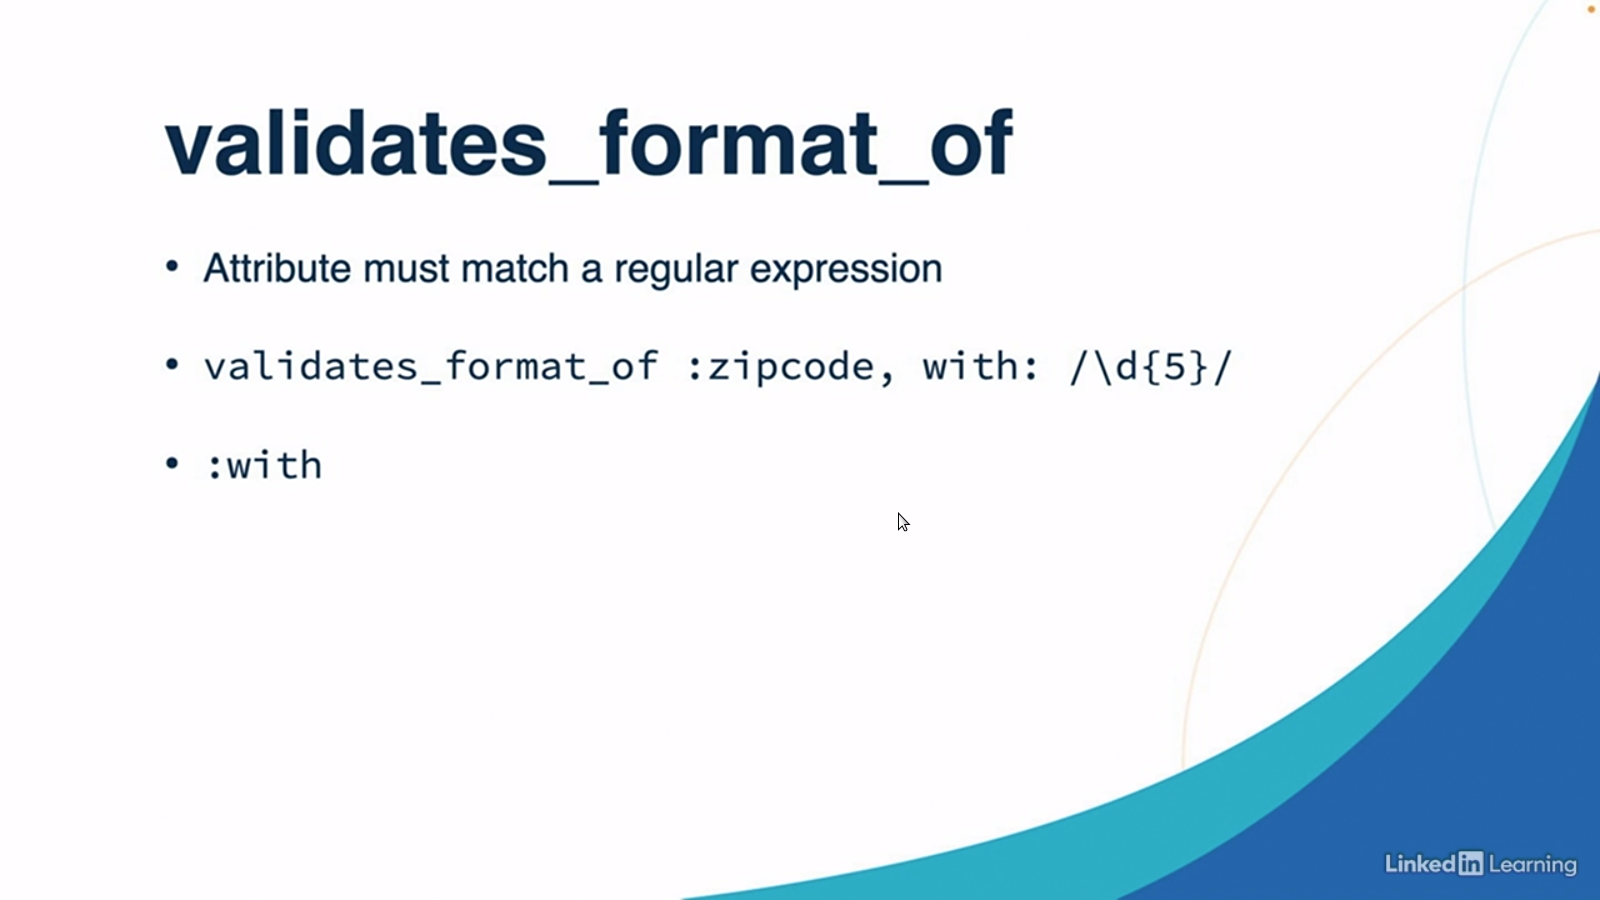 validates_format_of
• Attribute must match a regular expression
• validates_format_of :zipcode, with: /\d{5}/
• :with
Linked in Learning